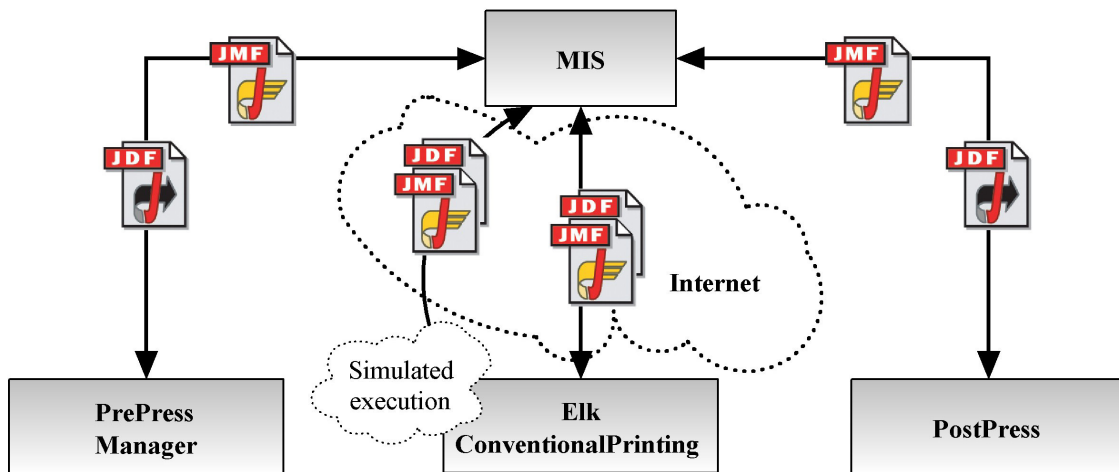 JMF
MIS
JMF
JDF
JDF
JMF
JDF
JMF
JDF
Internet
Simulated
execution
PrePress
Manager
Elk
ConventionalPrinting
PostPress